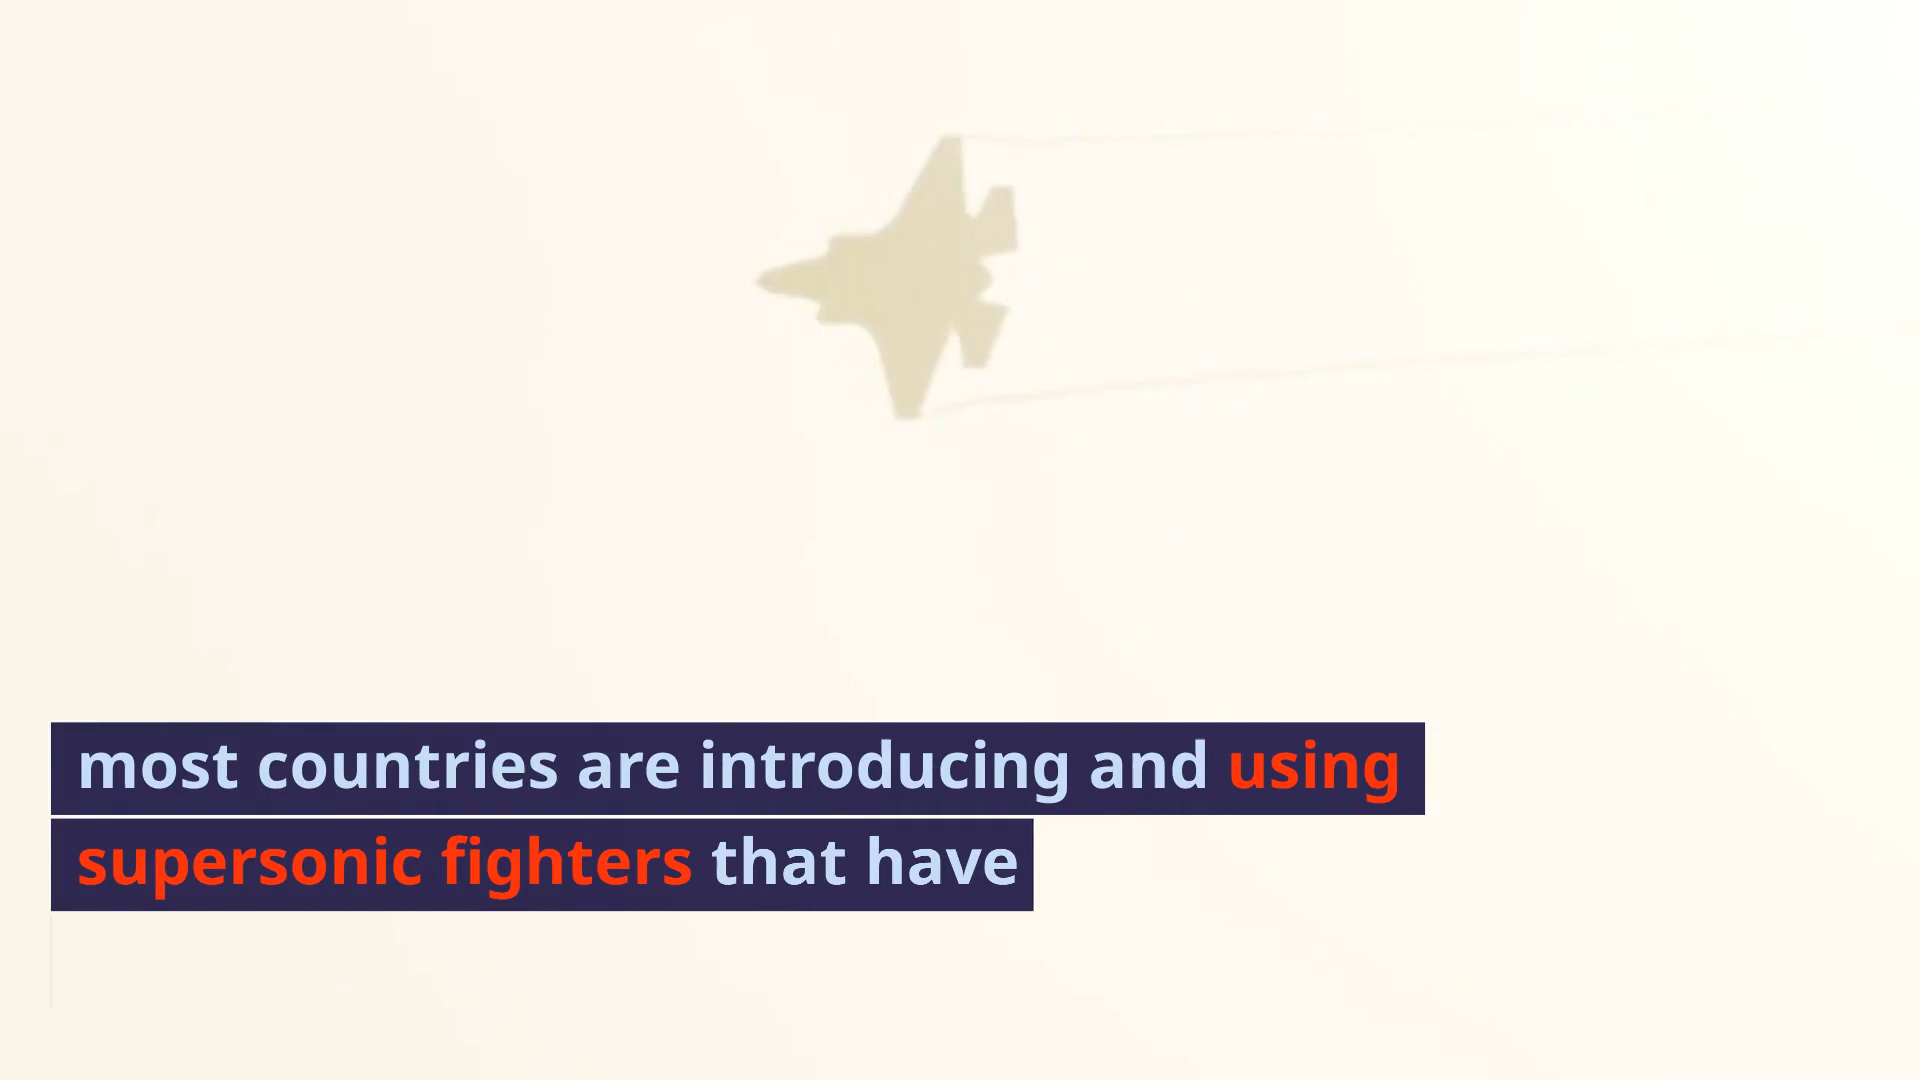 most countries are introducing and using
supersonic fighters that have